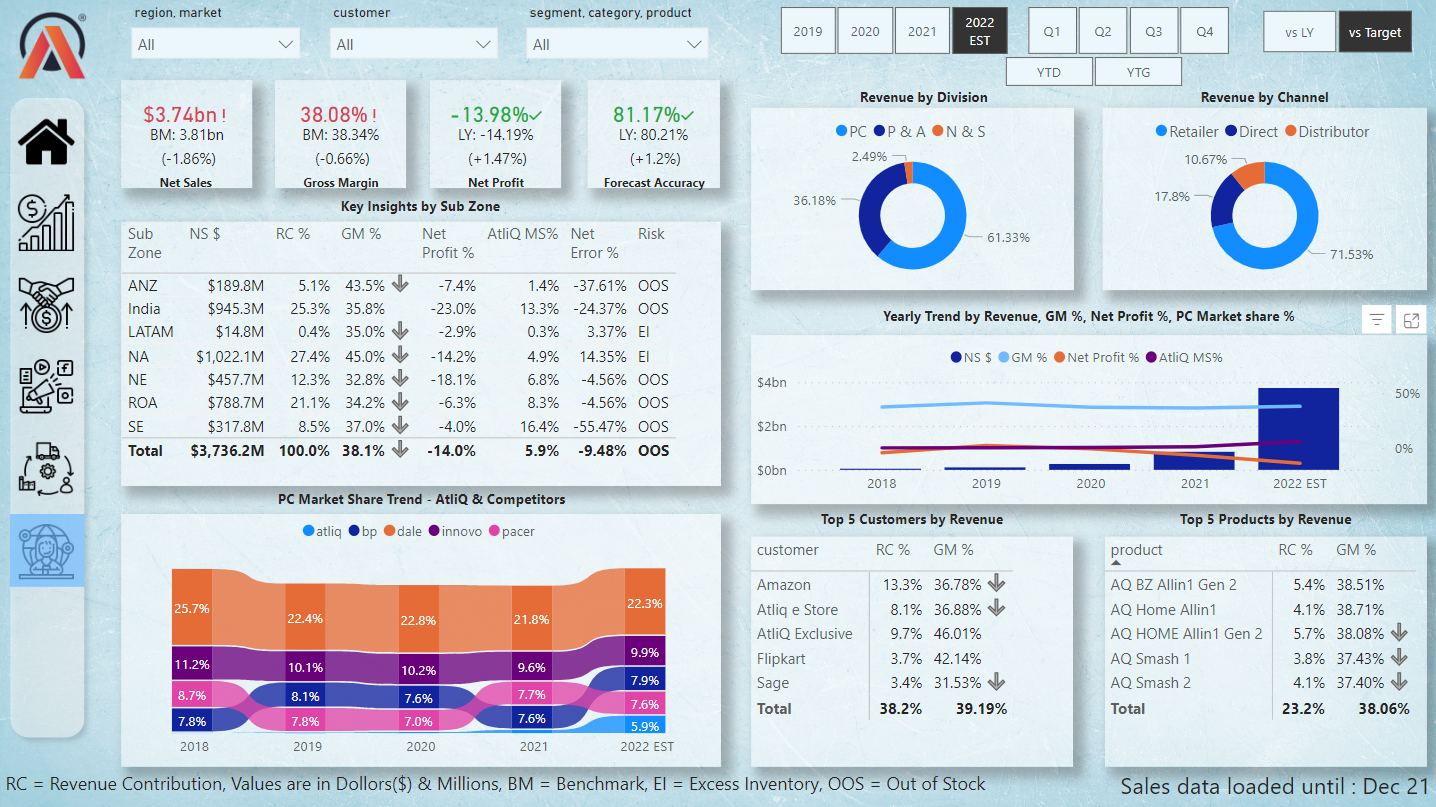 region, market
customer
segment, category, product
All
All
All
2019
2020
2021
2022 EST
Q1
Q2
Q3
Q4
YTD
YTG
vs LY
vs Target
$3.74bn !
BM: 3.81bn
(-1.86%)
Net Sales
38.08% !
BM: 38.34%
(-0.66%)
Gross Margin
-13.98%✓
LY: -14.19%
(+1.47%)
Net Profit
81.17%✓
LY: 80.21%
(+1.2%)
Forecast Accuracy
Revenue by Division
PC P & A N & S
2.49%
36.18%
61.33%
Revenue by Channel
Retailer Direct Distributor
10.67%
17.8%
71.53%
Key Insights by Sub Zone
Sub Zone NS $ RC % GM % Net Profit % AtliQ MS% Net Error % Risk
ANZ $189.8M 5.1% 43.5% -7.4% 1.4% -37.61% OOS
India $945.3M 25.3% 35.8% -23.0% 13.3% -24.37% OOS
LATAM $14.8M 0.4% 35.0% -2.9% 0.3% 3.37% EI
NA $1,022.1M 27.4% 45.0% -14.2% 4.9% 14.35% EI
NE $457.7M 12.3% 32.8% -18.1% 6.8% -4.56% OOS
ROA $788.7M 21.1% 34.2% -6.3% 8.3% -4.56% OOS
SE $317.8M 8.5% 37.0% -4.0% 16.4% -55.47% OOS
Total $3,736.2M 100.0% 38.1% -14.0% 5.9% -9.48% OOS
Yearly Trend by Revenue, GM %, Net Profit %, PC Market share %
NS $ GM % Net Profit % AtliQ MS%
$4bn
$2bn
$0bn
50%
0%
2018 2019 2020 2021 2022 EST
PC Market Share Trend - AtliQ & Competitors
atliq bp dale innovo pacer
25.7% 22.4% 22.8% 21.8% 22.3%
11.2% 10.1% 10.2% 9.6% 9.9%
8.7% 8.1% 7.6% 7.7% 7.9%
7.8% 7.8% 7.0% 7.6% 7.6%
5.9%
2018 2019 2020 2021 2022 EST
Top 5 Customers by Revenue
customer RC % GM %
Amazon 13.3% 36.78%
Atliq e Store 8.1% 36.88%
AtliQ Exclusive 9.7% 46.01%
Flipkart 3.7% 42.14%
Sage 3.4% 31.53%
Total 38.2% 39.19%
Top 5 Products by Revenue
product RC % GM %
AQ BZ Allin1 Gen 2 5.4% 38.51%
AQ Home Allin1 4.1% 38.71%
AQ HOME Allin1 Gen 2 5.7% 38.08%
AQ Smash 1 3.8% 37.43%
AQ Smash 2 4.1% 37.40%
Total 23.2% 38.06%
RC = Revenue Contribution, Values are in Dollors($) & Millions, BM = Benchmark, EI = Excess Inventory, OOS = Out of Stock
Sales data loaded until : Dec 21